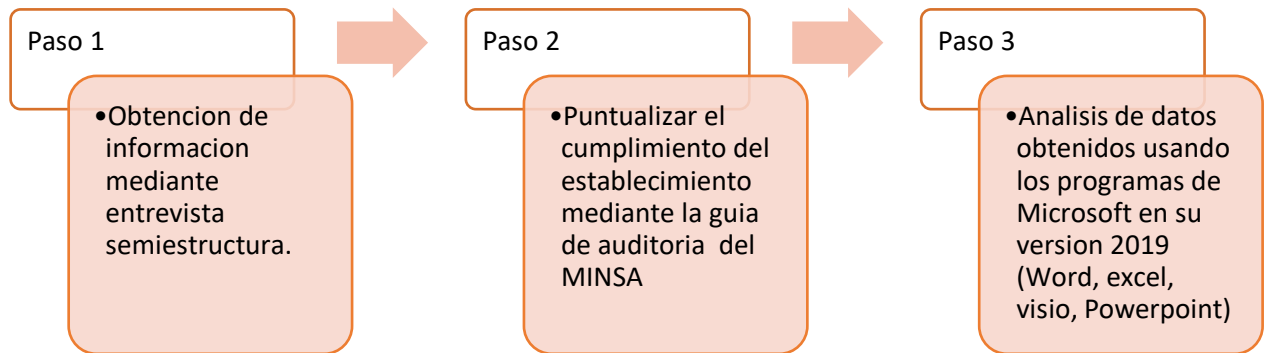 Paso 1
•Obtencion de
informacion
mediante
entrevista
semiestructura.
Paso 2
•Puntualizar el
cumplimiento del
establecimiento
mediante la guia
de auditoria del
MINSA
Paso 3
•Analisis de datos
obtenidos usando
los programas de
Microsoft en su
version 2019
(Word, excel,
visio, Powerpoint)